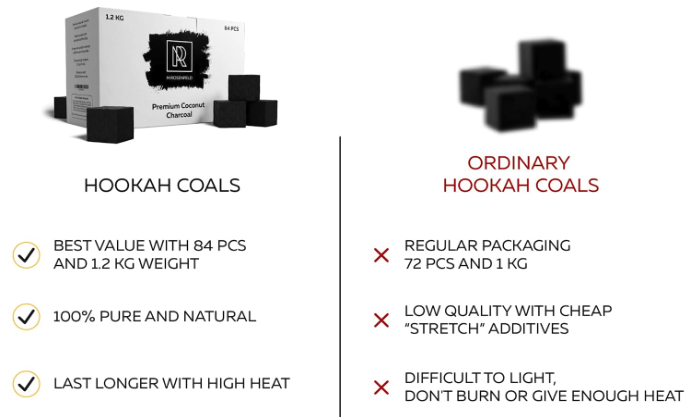 1.2 KG
84 PCS
Premium Coconut
Charcoal
HOOKAH COALS
BEST VALUE WITH 84 PCS
AND 1.2 KG WEIGHT
100% PURE AND NATURAL
LAST LONGER WITH HIGH HEAT
ORDINARY
HOOKAH COALS
REGULAR PACKAGING
72 PCS AND 1 KG
LOW QUALITY WITH CHEAP
"STRETCH" ADDITIVES
DIFFICULT TO LIGHT,
DON'T BURN OR GIVE ENOUGH HEAT